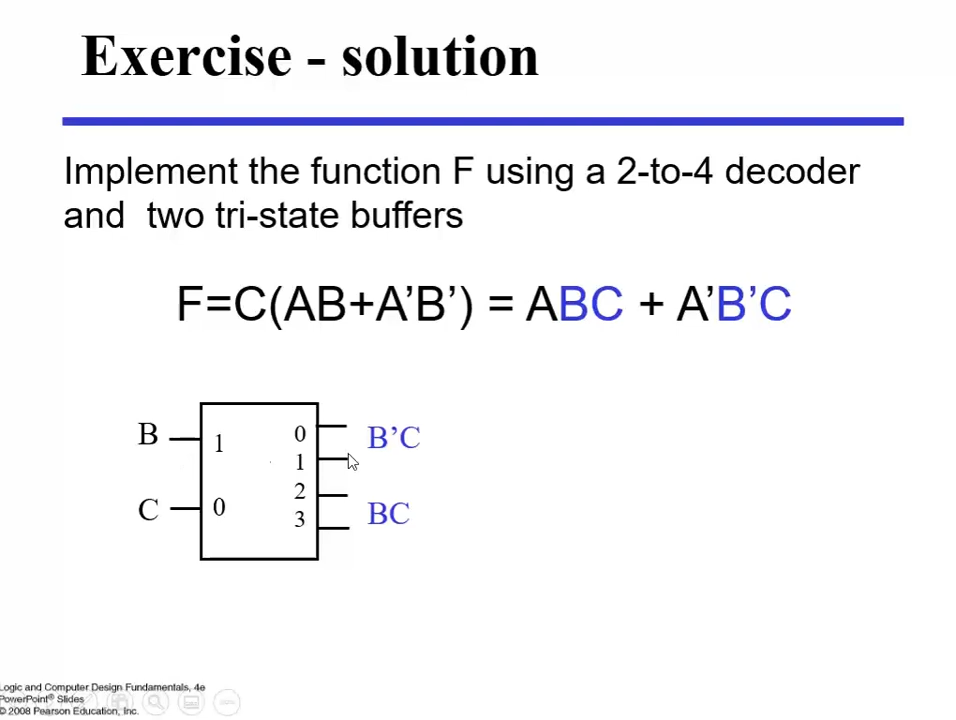 Exercise - solution
Implement the function F using a 2-to-4 decoder
and two tri-state buffers
F=C(AB+A’B’) = ABC + A’B’C
B
1
0
B’C
1
C
0
2
BC
3
Logic and Computer Design Fundamentals, 4e
PowerPoint® Slides
© 2008 Pearson Education, Inc.